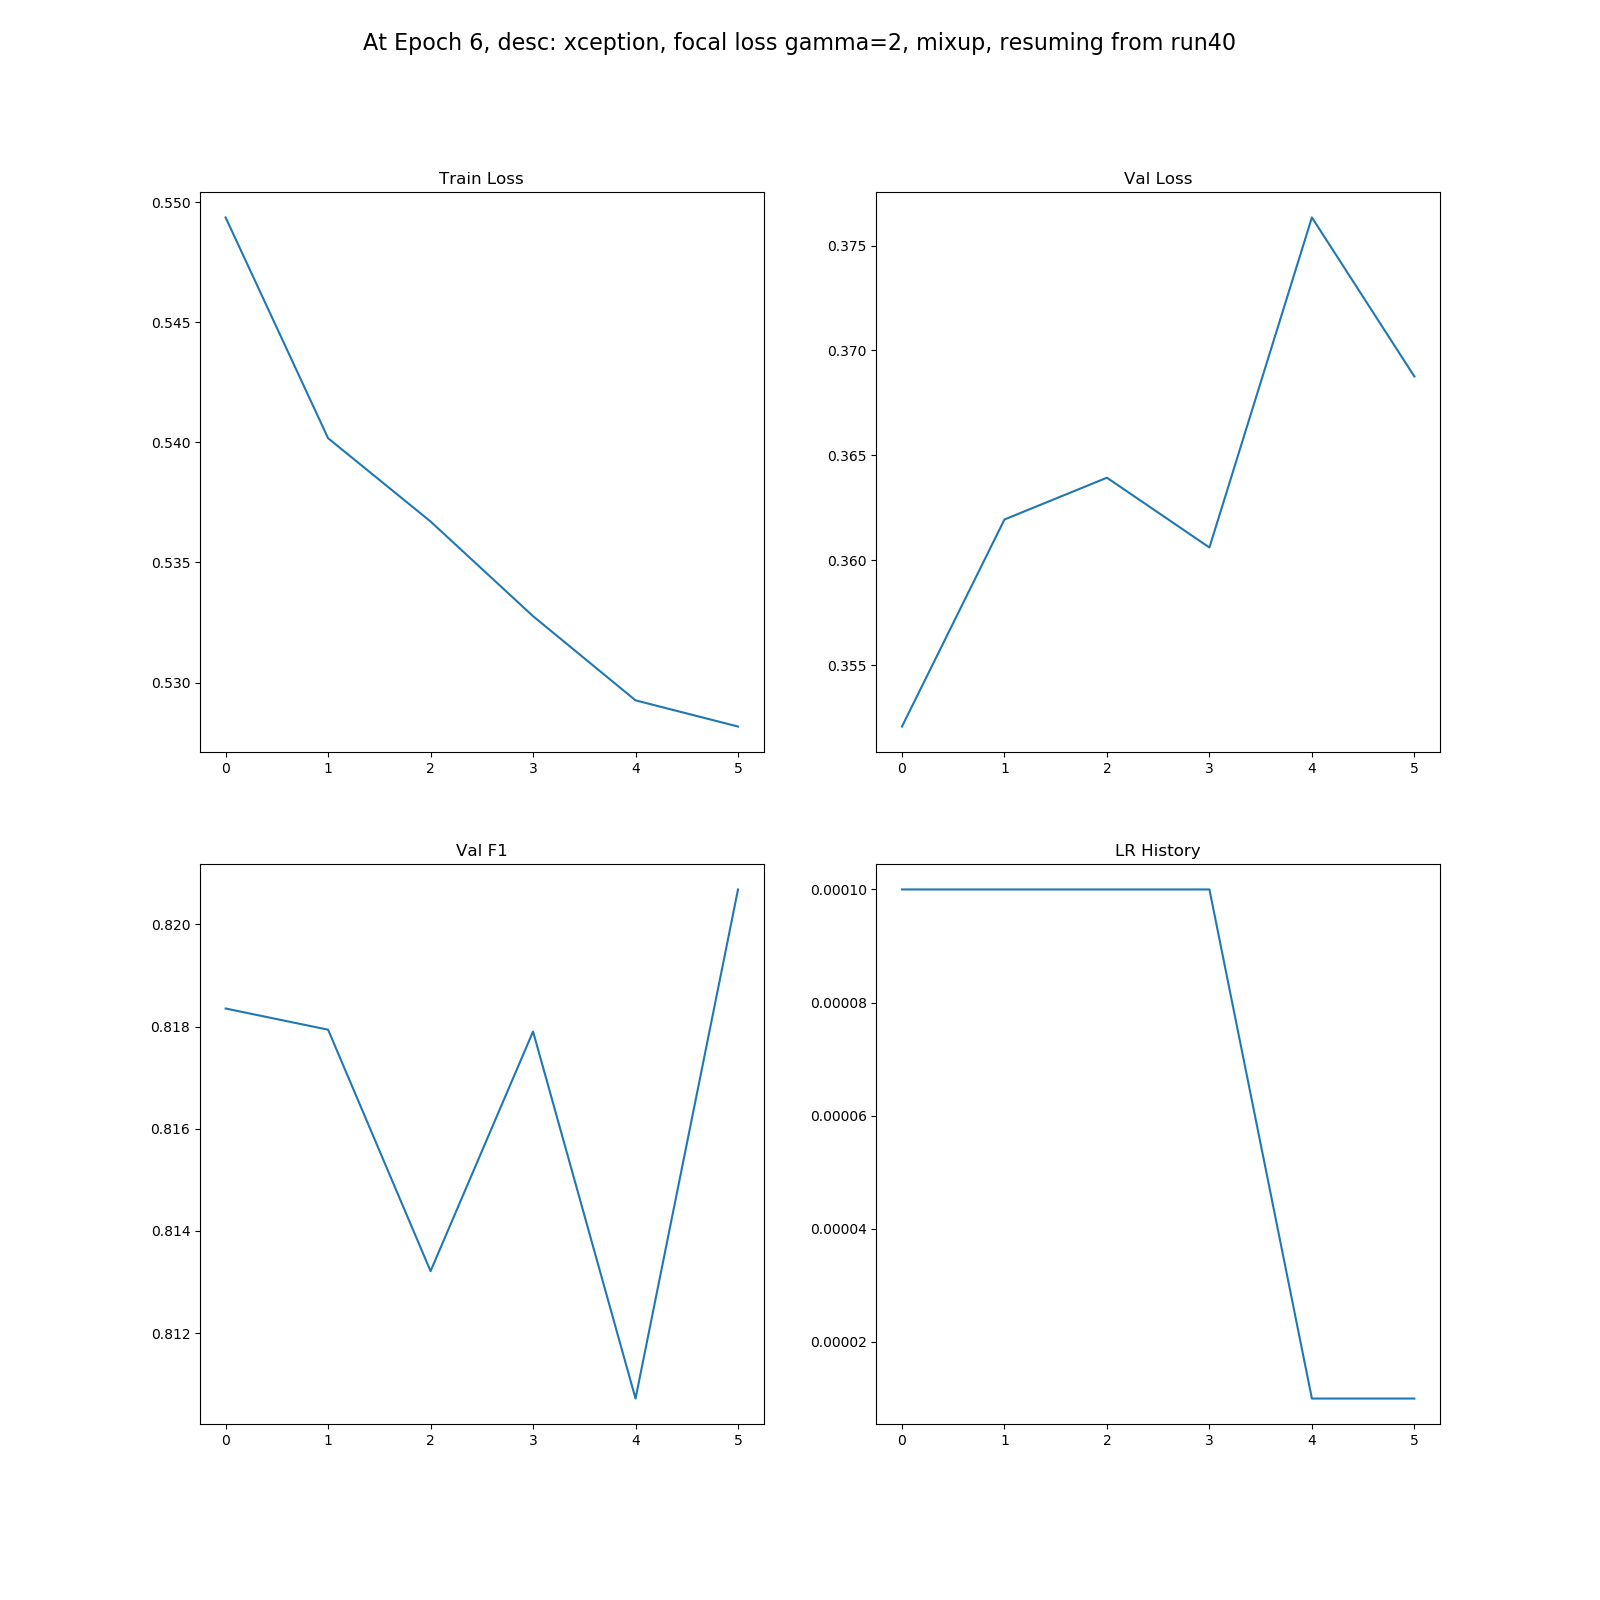 At Epoch 6, desc: xception, focal loss gamma=2, mixup, resuming from run40
Train Loss
0.550
0.545
0.540
0.535
0.530
0 1 2 3 4 5
Val Loss
0.375
0.370
0.365
0.360
0.355
0 1 2 3 4 5
Val F1
0.820
0.818
0.816
0.814
0.812
0 1 2 3 4 5
LR History
0.00010
0.00008
0.00006
0.00004
0.00002
0 1 2 3 4 5